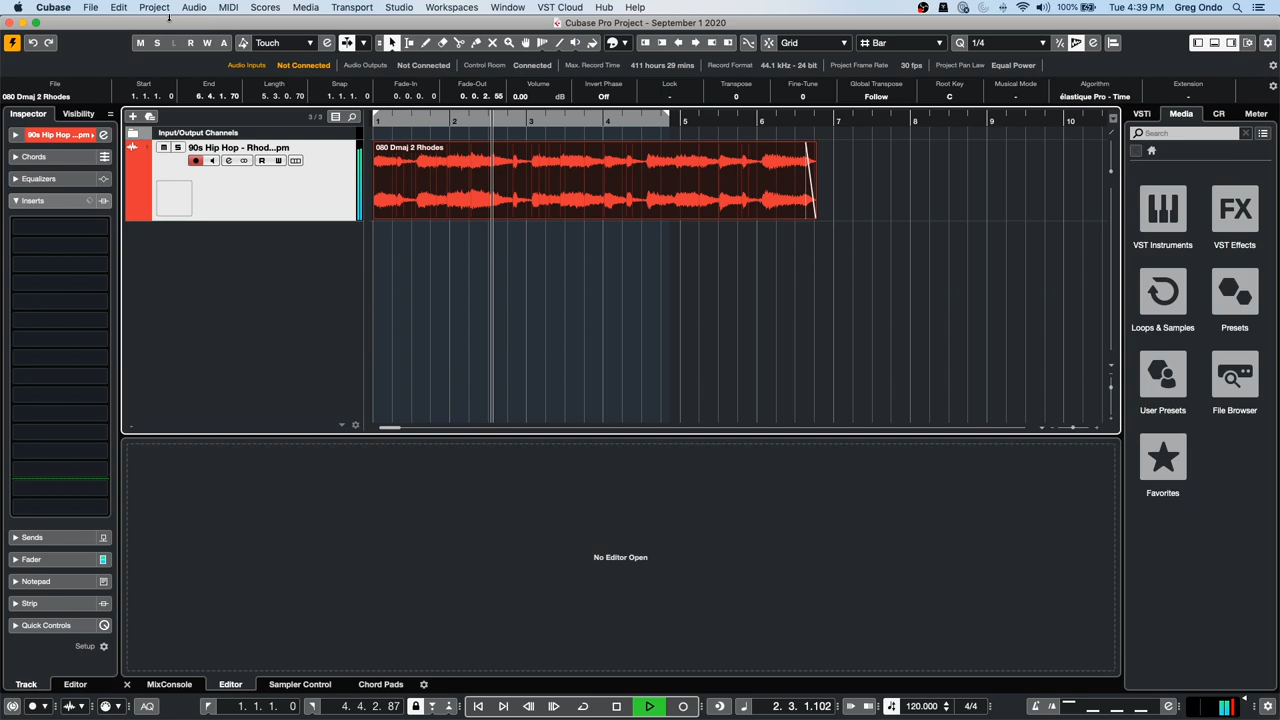 Cubase File Edit Project Audio MIDI Scores Media Transport Studio Workspaces Window VST Cloud Hub Help 100% Tue 4:39 PM Greg Ondo
Cubase Pro Project - September 1 2020
M S L R W A Touch Grid Bar Q 1/4
Audio Inputs Not Connected Audio Outputs Not Connected Control Room Connected Max. Record Time 411 hours 29 mins Record Format 44.1 kHz - 24 bit Project Frame Rate 30 fps Project Pan Law Equal Power
File Start End Length Snap Fade-In Fade-Out Volume Invert Phase Lock Transpose Fine-Tune Global Transpose Root Key Musical Mode Algorithm Extension
080 Dmaj 2 Rhodes 1. 1. 1. 0 6. 4. 1. 70 5. 3. 0. 70 1. 1. 1. 0 0. 0. 0. 0 0. 0. 2. 55 0.00 dB Off - 0 0 Follow C - élastique Pro - Time -
Inspector Visibility 3 / 3 1 2 3 4 5 6 7 8 9 10 VSTi Media CR Meter
90s Hip Hop ...pm Input/Output Channels Search
Chords 90s Hip Hop - Rhod...pm 080 Dmaj 2 Rhodes
m S e R W
Equalizers
Inserts
VST Instruments VST Effects
Loops & Samples Presets
User Presets File Browser
Favorites
Sends
Fader No Editor Open
Notepad
Strip
Quick Controls
Setup
Track Editor MixConsole Editor Sampler Control Chord Pads
AQ 1. 1. 1. 0 4. 4. 2. 87 2. 3. 1.102 120.000 4/4